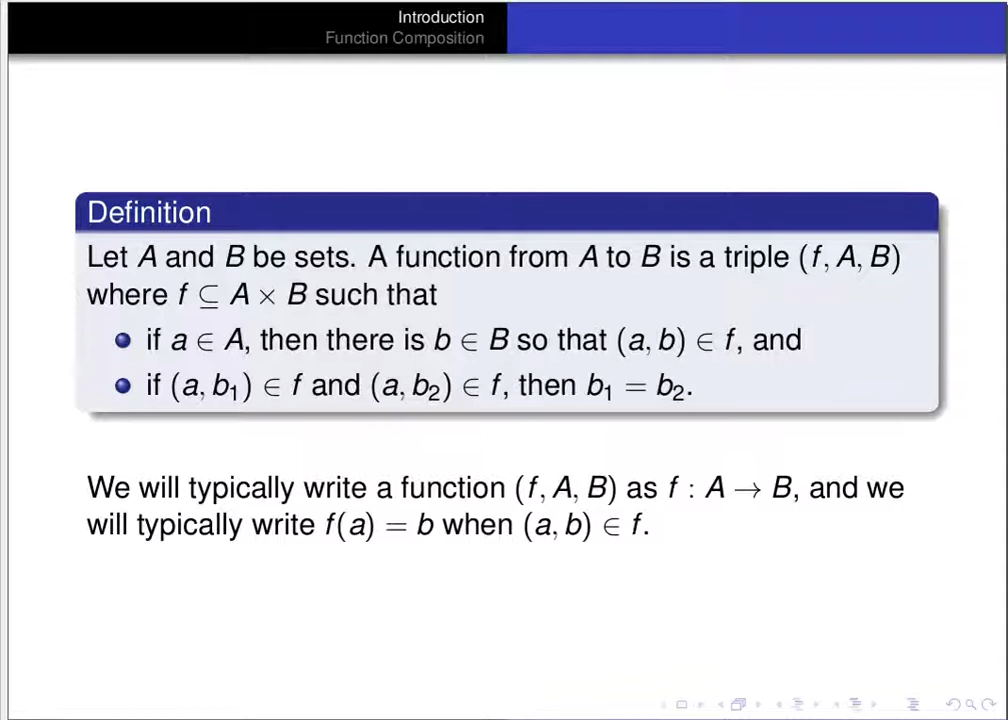 Introduction
Function Composition
Definition
Let A and B be sets. A function from A to B is a triple (f, A, B)
where f ⊆ A × B such that
if a ∈ A, then there is b ∈ B so that (a, b) ∈ f, and
if (a, b₁) ∈ f and (a, b₂) ∈ f, then b₁ = b₂.
We will typically write a function (f, A, B) as f : A → B, and we
will typically write f(a) = b when (a, b) ∈ f.